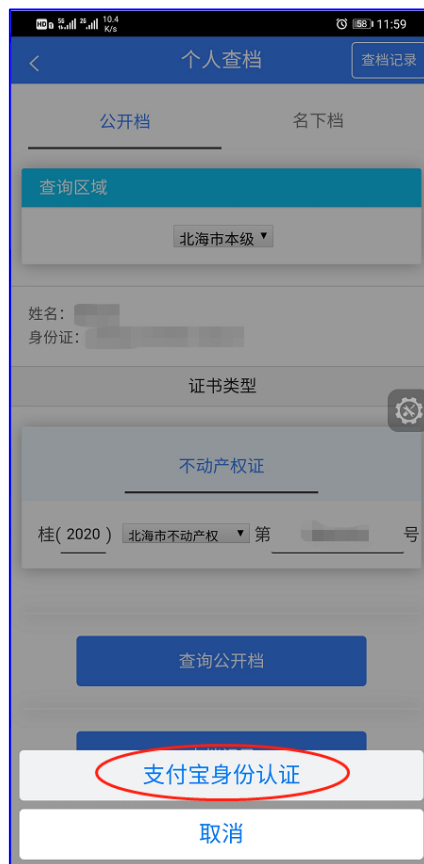 HD 5G 2G 10.4 K/s 58 11:59
个人查档 查档记录
公开档 名下档
查询区域
北海市本级
姓名：
身份证：
证书类型
不动产权证
桂( 2020 ) 北海市不动产权 第 号
查询公开档
支付宝身份认证
取消